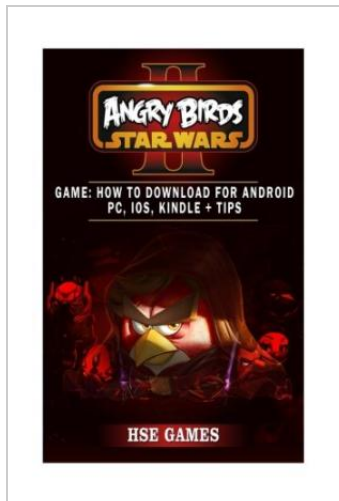 II
ANGRY BIRDS
STAR WARS
GAME: HOW TO DOWNLOAD FOR ANDROID
PC, IOS, KINDLE + TIPS
HSE GAMES